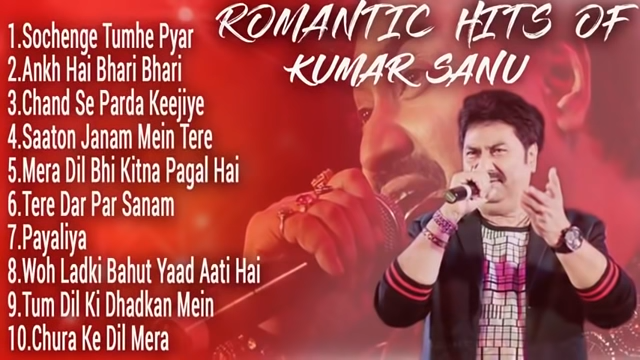 ROMANTIC HITS OF
KUMAR SANU
1.Sochenge Tumhe Pyar
2.Ankh Hai Bhari Bhari
3.Chand Se Parda Keejiye
4.Saaton Janam Mein Tere
5.Mera Dil Bhi Kitna Pagal Hai
6.Tere Dar Par Sanam
7.Payaliya
8.Woh Ladki Bahut Yaad Aati Hai
9.Tum Dil Ki Dhadkan Mein
10.Chura Ke Dil Mera